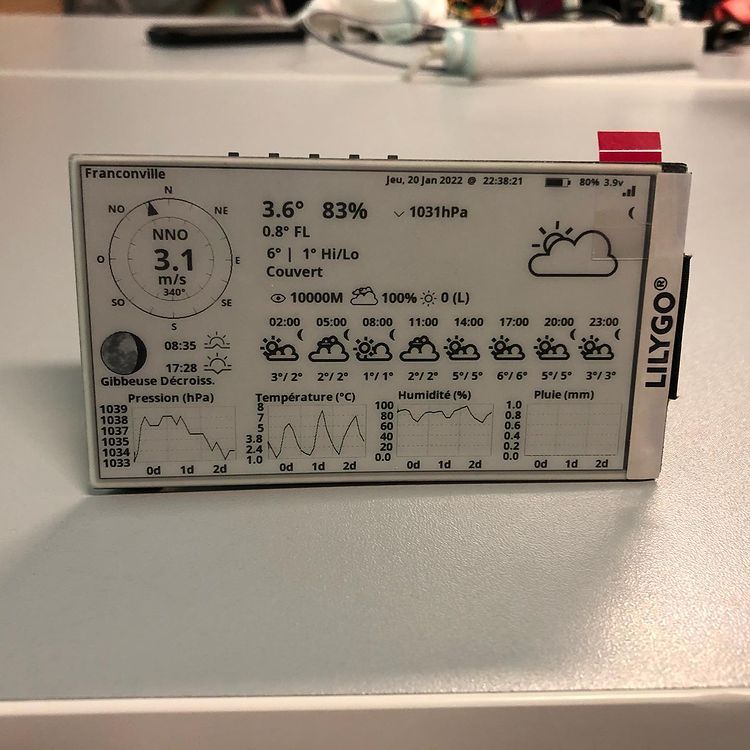 Franconville
Jeu, 20 Jan 2022 @ 22:38:21
80% 3.9v
N
NO
NE
NNO
3.1
m/s
340°
O
E
SO
SE
S
3.6° 83% 1031hPa
0.8° FL
6° | 1° Hi/Lo
Couvert
10000M 100% 0 (L)
08:35
17:28
Gibbeuse Décroiss.
02:00 05:00 08:00 11:00 14:00 17:00 20:00 23:00
3°/ 2° 2°/ 2° 1°/ 1° 2°/ 2° 5°/ 5° 6°/ 6° 5°/ 5° 3°/ 3°
Pression (hPa)
1039
1038
1037
1035
1034
1033
0d 1d 2d
Température (°C)
8
7
5
3.8
2.4
1.0
0d 1d 2d
Humidité (%)
100
80
60
40
20
0.0
0d 1d 2d
Pluie (mm)
1.0
0.8
0.6
0.4
0.2
0.0
0d 1d 2d
LILYGO®